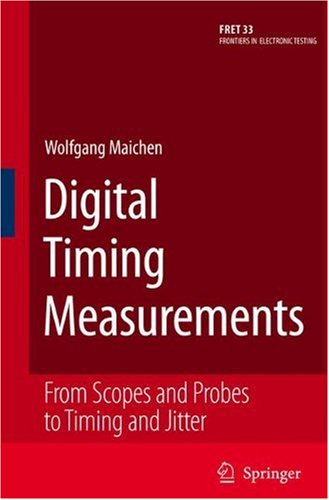 FRET 33
FRONTIERS IN ELECTRONIC TESTING
Wolfgang Maichen
Digital
Timing
Measurements
From Scopes and Probes
to Timing and Jitter
Springer